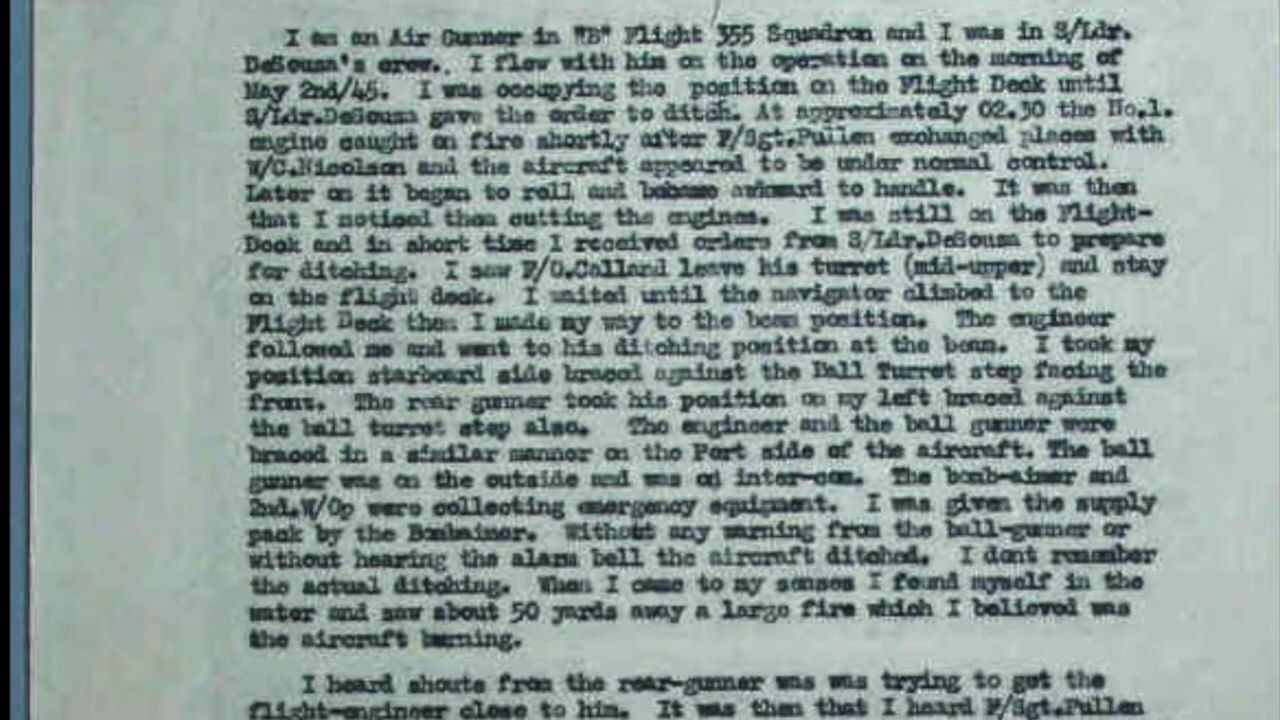 I am an Air Gunner in "B" Flight 355 Squadron and I was in S/Ldr.
DeSousa's crew.. I flew with him on the operation on the morning of
May 2nd/45. I was occupying the position on the Flight Deck until
S/Ldr.DeSousa gave the order to ditch. At approximately 02.30 the No.1.
engine caught on fire shortly after F/Sgt.Pullen exchanged places with
W/C.Nicolson and the aircraft appeared to be under normal control.
Later on it began to roll and became awkward to handle. It was then
that I noticed them cutting the engines. I was still on the Flight-
Deck and in short time I received orders from S/Ldr.DeSousa to prepare
for ditching. I saw F/O.Calland leave his turret (mid-upper) and stay
on the flight deck. I waited until the navigator climbed to the
Flight Deck then I made my way to the beam position. The engineer
followed me and went to his ditching position at the beam. I took my
position starboard side braced against the Ball Turret step facing the
front. The rear gunner took his position on my left braced against
the ball turret step also. The engineer and the ball gunner were
braced in a similar manner on the Port side of the aircraft. The ball
gunner was on the outside and was on inter-com. The bomb-aimer and
2nd.W/Op were collecting emergency equipment. I was given the supply
pack by the Bombaimer. Without any warning from the ball-gunner or
without hearing the alarm bell the aircraft ditched. I dont remember
the actual ditching. When I came to my senses I found myself in the
water and saw about 50 yards away a large fire which I believed was
the aircraft burning.
I heard shouts from the rear-gunner was was trying to get the
flight-engineer close to him. It was then that I heard F/Sgt.Pullen